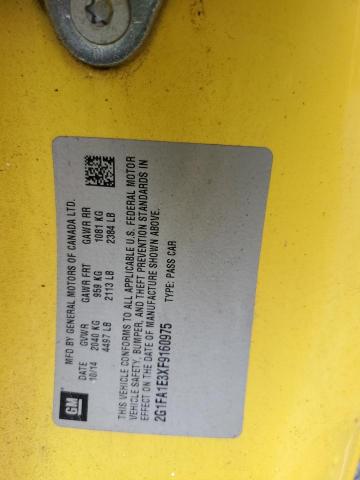 GM
MFD BY GENERAL MOTORS OF CANADA LTD.
DATE GVWR GAWR FRT GAWR RR
10/14 2040 KG 959 KG 1081 KG
4497 LB 2113 LB 2384 LB
THIS VEHICLE CONFORMS TO ALL APPLICABLE U.S. FEDERAL MOTOR
VEHICLE SAFETY, BUMPER, AND THEFT PREVENTION STANDARDS IN
EFFECT ON THE DATE OF MANUFACTURE SHOWN ABOVE.
2G1FA1E3XF9160975 TYPE: PASS CAR